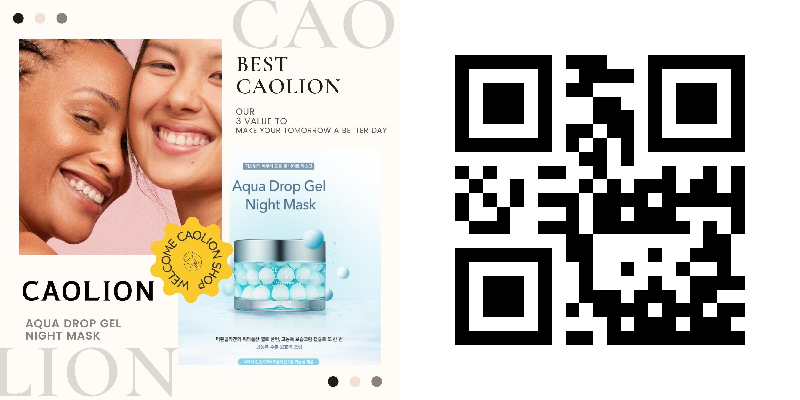 CAO
BEST
CAOLION
OUR
3 VALUE TO
MAKE YOUR TOMORROW A BETTER DAY
Aqua Drop Gel
Night Mask
WELCOME CAOLION SHOP
CAOLION
AQUA DROP GEL
NIGHT MASK
LION